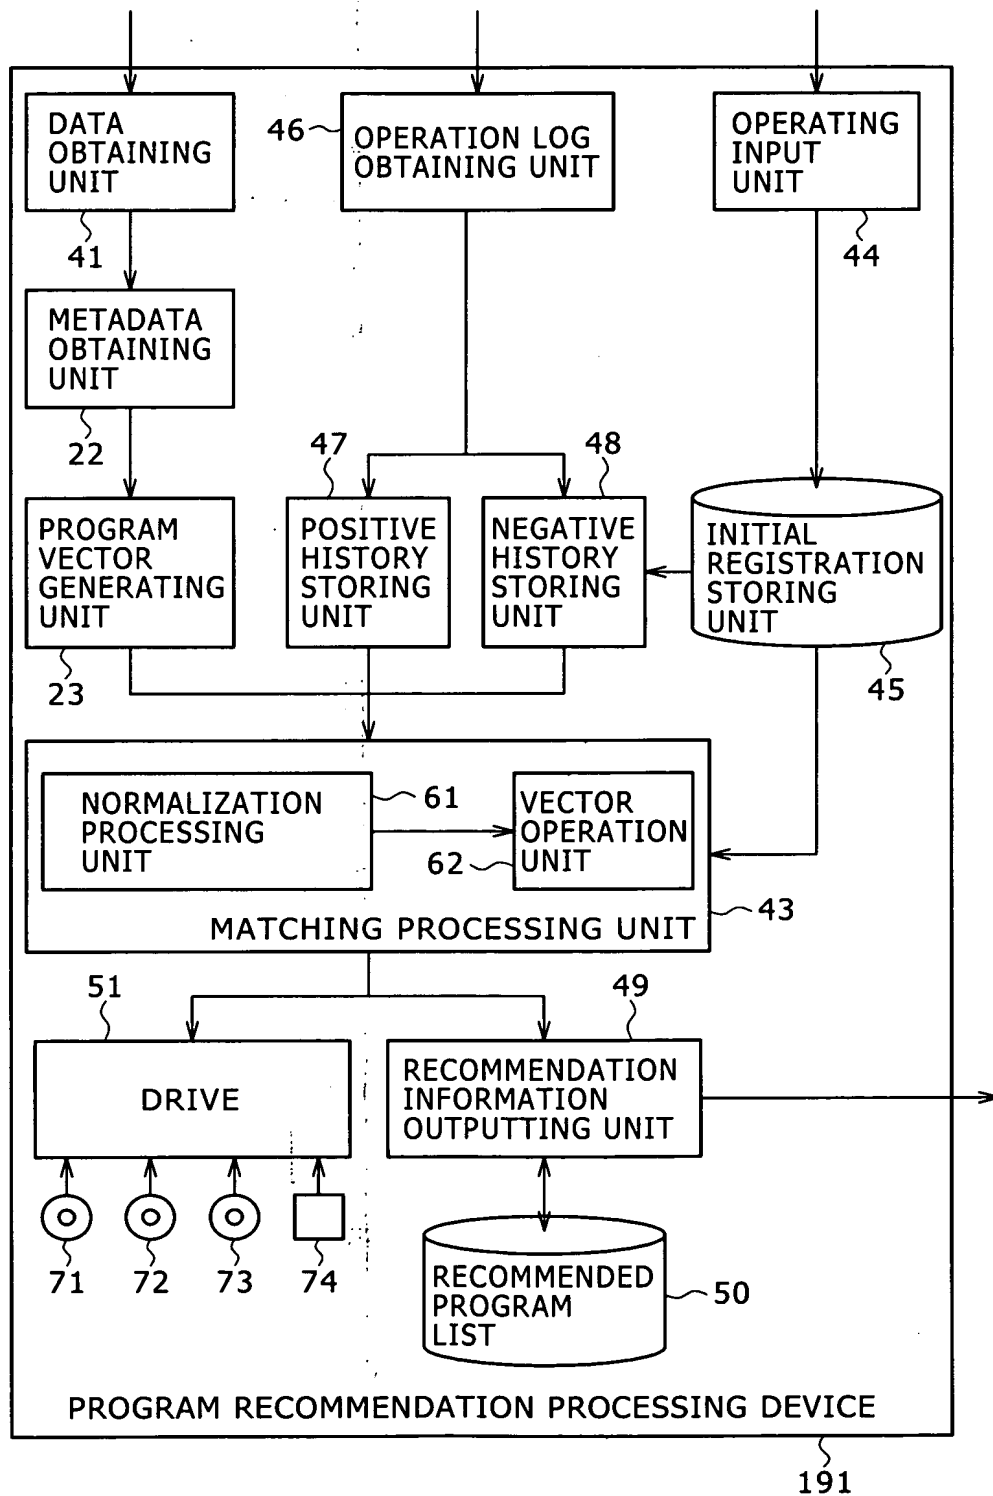 DATA
OBTAINING
UNIT
41
46
OPERATION LOG
OBTAINING UNIT
OPERATING
INPUT
UNIT
44
METADATA
OBTAINING
UNIT
22
47
48
PROGRAM
VECTOR
GENERATING
UNIT
23
POSITIVE
HISTORY
STORING
UNIT
NEGATIVE
HISTORY
STORING
UNIT
INITIAL
REGISTRATION
STORING
UNIT
45
NORMALIZATION
PROCESSING
UNIT
61
VECTOR
OPERATION
UNIT
62
43
MATCHING PROCESSING UNIT
51
DRIVE
49
RECOMMENDATION
INFORMATION
OUTPUTTING UNIT
71
72
73
74
RECOMMENDED
PROGRAM
LIST
50
PROGRAM RECOMMENDATION PROCESSING DEVICE
191